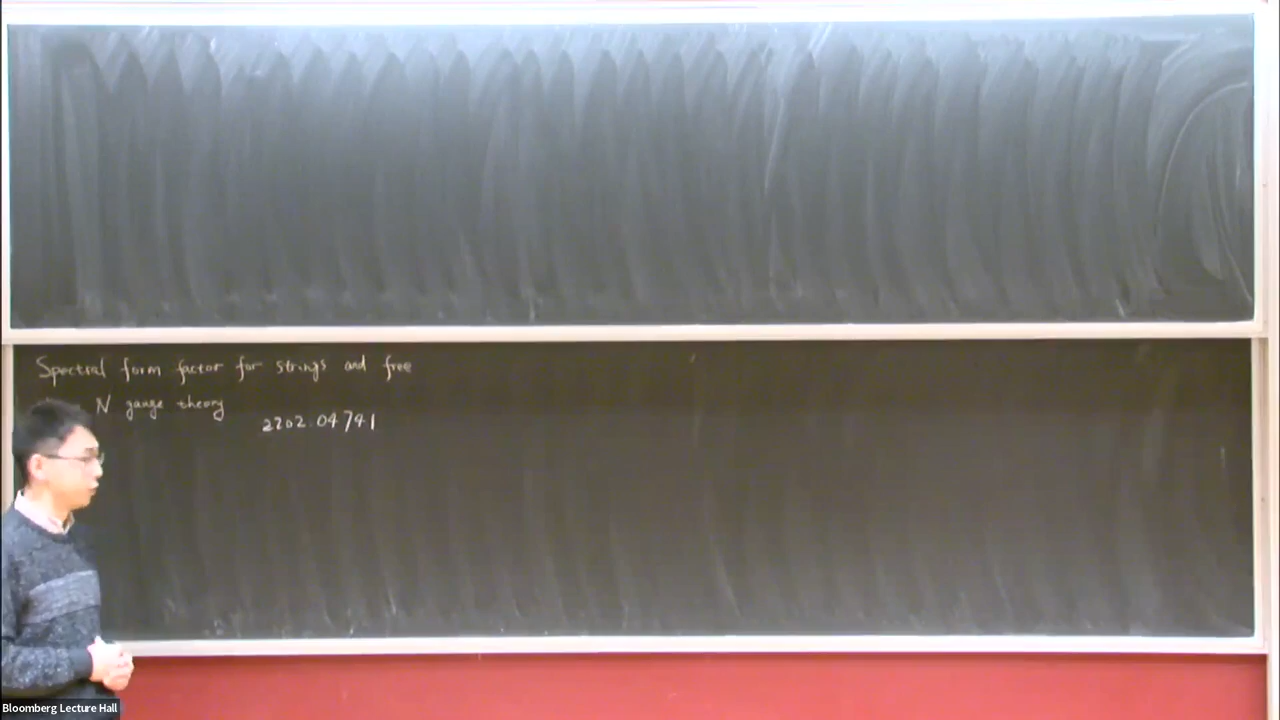 Spectral form factor for strings and free
N gauge theory
2202.04741
Bloomberg Lecture Hall